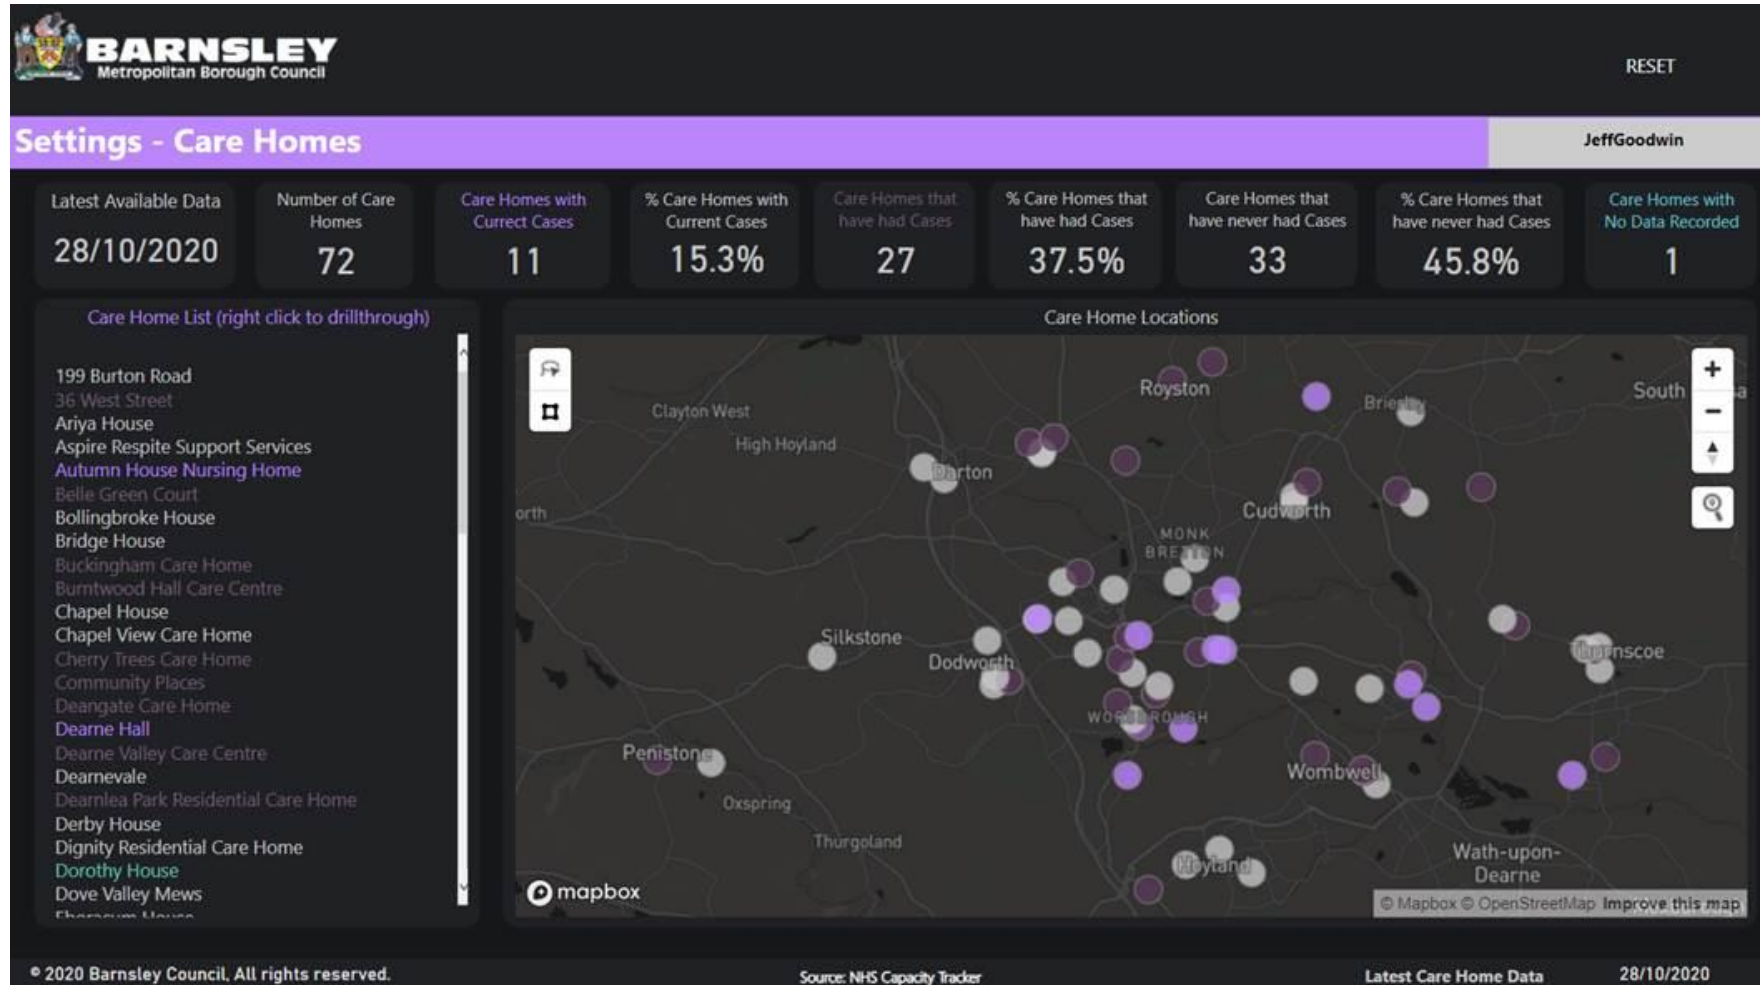 BARNSLEY
Metropolitan Borough Council
RESET
Settings - Care Homes
JeffGoodwin
Latest Available Data
28/10/2020
Number of Care
Homes
72
Care Homes with
Currect Cases
11
% Care Homes with
Current Cases
15.3%
Care Homes that
have had Cases
27
% Care Homes that
have had Cases
37.5%
Care Homes that
have never had Cases
33
% Care Homes that
have never had Cases
45.8%
Care Homes with
No Data Recorded
1
Care Home List (right click to drillthrough)
199 Burton Road
36 West Street
Ariya House
Aspire Respite Support Services
Autumn House Nursing Home
Belle Green Court
Bollingbroke House
Bridge House
Buckingham Care Home
Burntwood Hall Care Centre
Chapel House
Chapel View Care Home
Cherry Trees Care Home
Community Places
Deangate Care Home
Dearne Hall
Dearne Valley Care Centre
Dearnevale
Dearnlea Park Residential Care Home
Derby House
Dignity Residential Care Home
Dorothy House
Dove Valley Mews
Care Home Locations
Royston
South
Clayton West
Brierley
High Hoyland
Darton
orth
Cudworth
MONK
BRETTON
Silkstone
Dodworth
Thurnscoe
WORSBROUGH
Penistone
Wombwell
Oxspring
Thurgoland
Wath-upon-
Dearne
Hoyland
mapbox
© Mapbox © OpenStreetMap Improve this map
© 2020 Barnsley Council, All rights reserved.
Source: NHS Capacity Tracker
Latest Care Home Data
28/10/2020